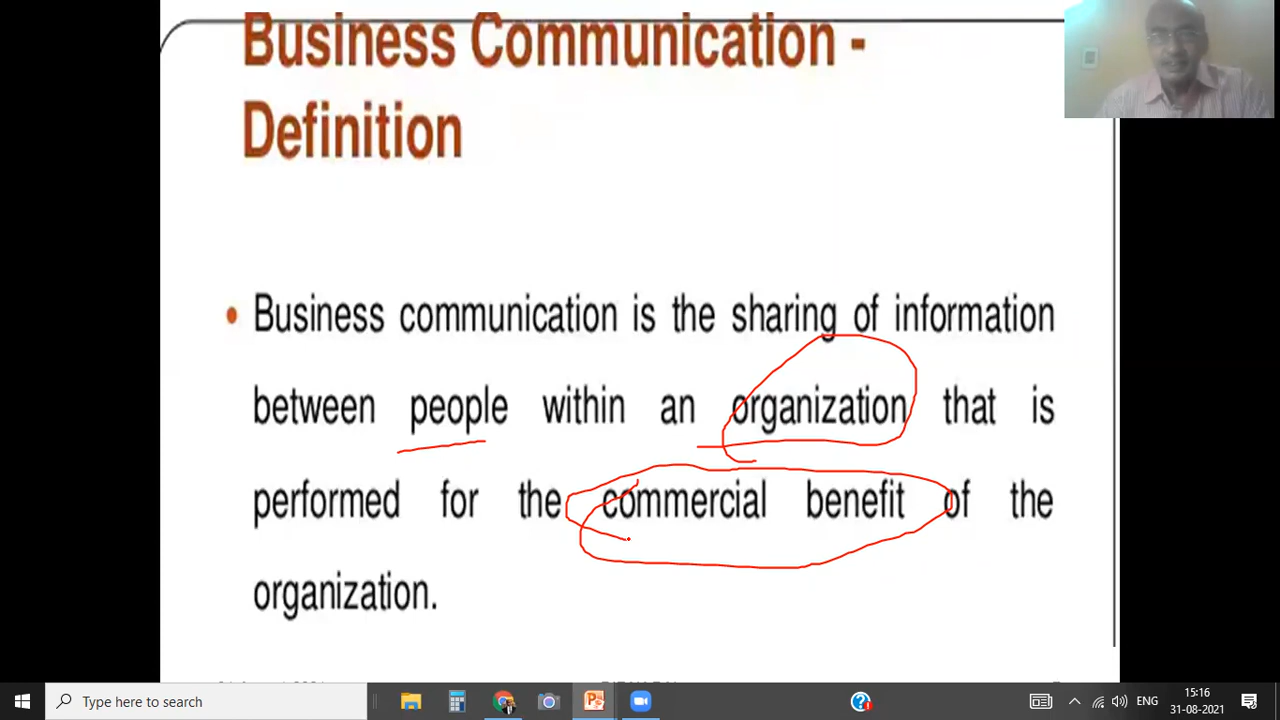 Business Communication -
Definition
• Business communication is the sharing of information
between people within an organization that is
performed for the commercial benefit of the
organization.
Type here to search
ENG
15:16
31-08-2021